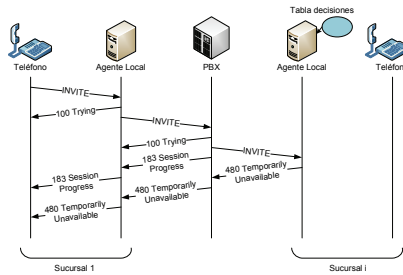 Tabla decisiones
Teléfono
Agente Local
PBX
Agente Local
Teléfono
INVITE
100 Trying
INVITE
100 Trying
INVITE
183 Session
Progress
480 Temporarily
Unavailable
183 Session
Progress
480 Temporarily
Unavailable
480 Temporarily
Unavailable
Sucursal 1
Sucursal i